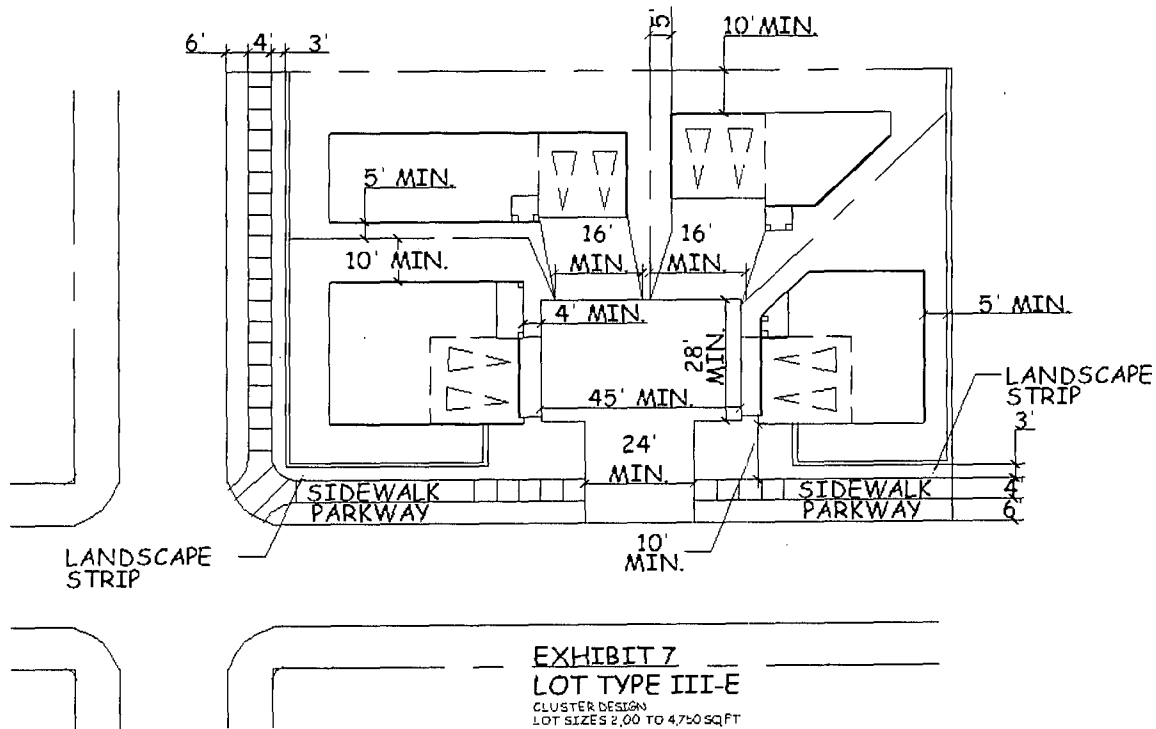 5'
10' MIN.
6'
4'
3'
5' MIN.
16'
MIN.
16'
MIN.
10' MIN.
4' MIN.
28'
MIN.
5' MIN.
45' MIN.
LANDSCAPE
STRIP
24'
MIN.
3'
SIDEWALK
PARKWAY
SIDEWALK
PARKWAY
4'
6'
10'
MIN.
LANDSCAPE
STRIP
EXHIBIT 7
LOT TYPE III-E
CLUSTER DESIGN
LOT SIZES 2,00 TO 4,750 SQ FT